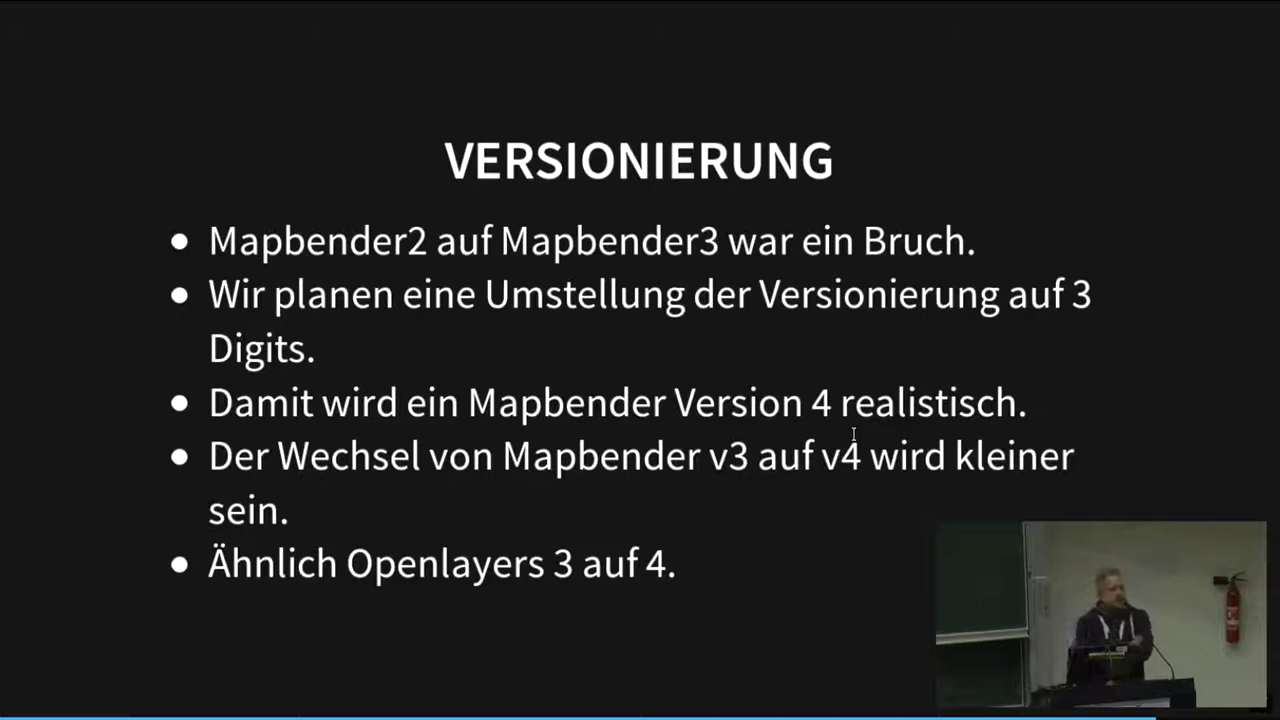 VERSIONIERUNG
Mapbender2 auf Mapbender3 war ein Bruch.
Wir planen eine Umstellung der Versionierung auf 3
Digits.
Damit wird ein Mapbender Version 4 realistisch.
Der Wechsel von Mapbender v3 auf v4 wird kleiner
sein.
Ähnlich Openlayers 3 auf 4.